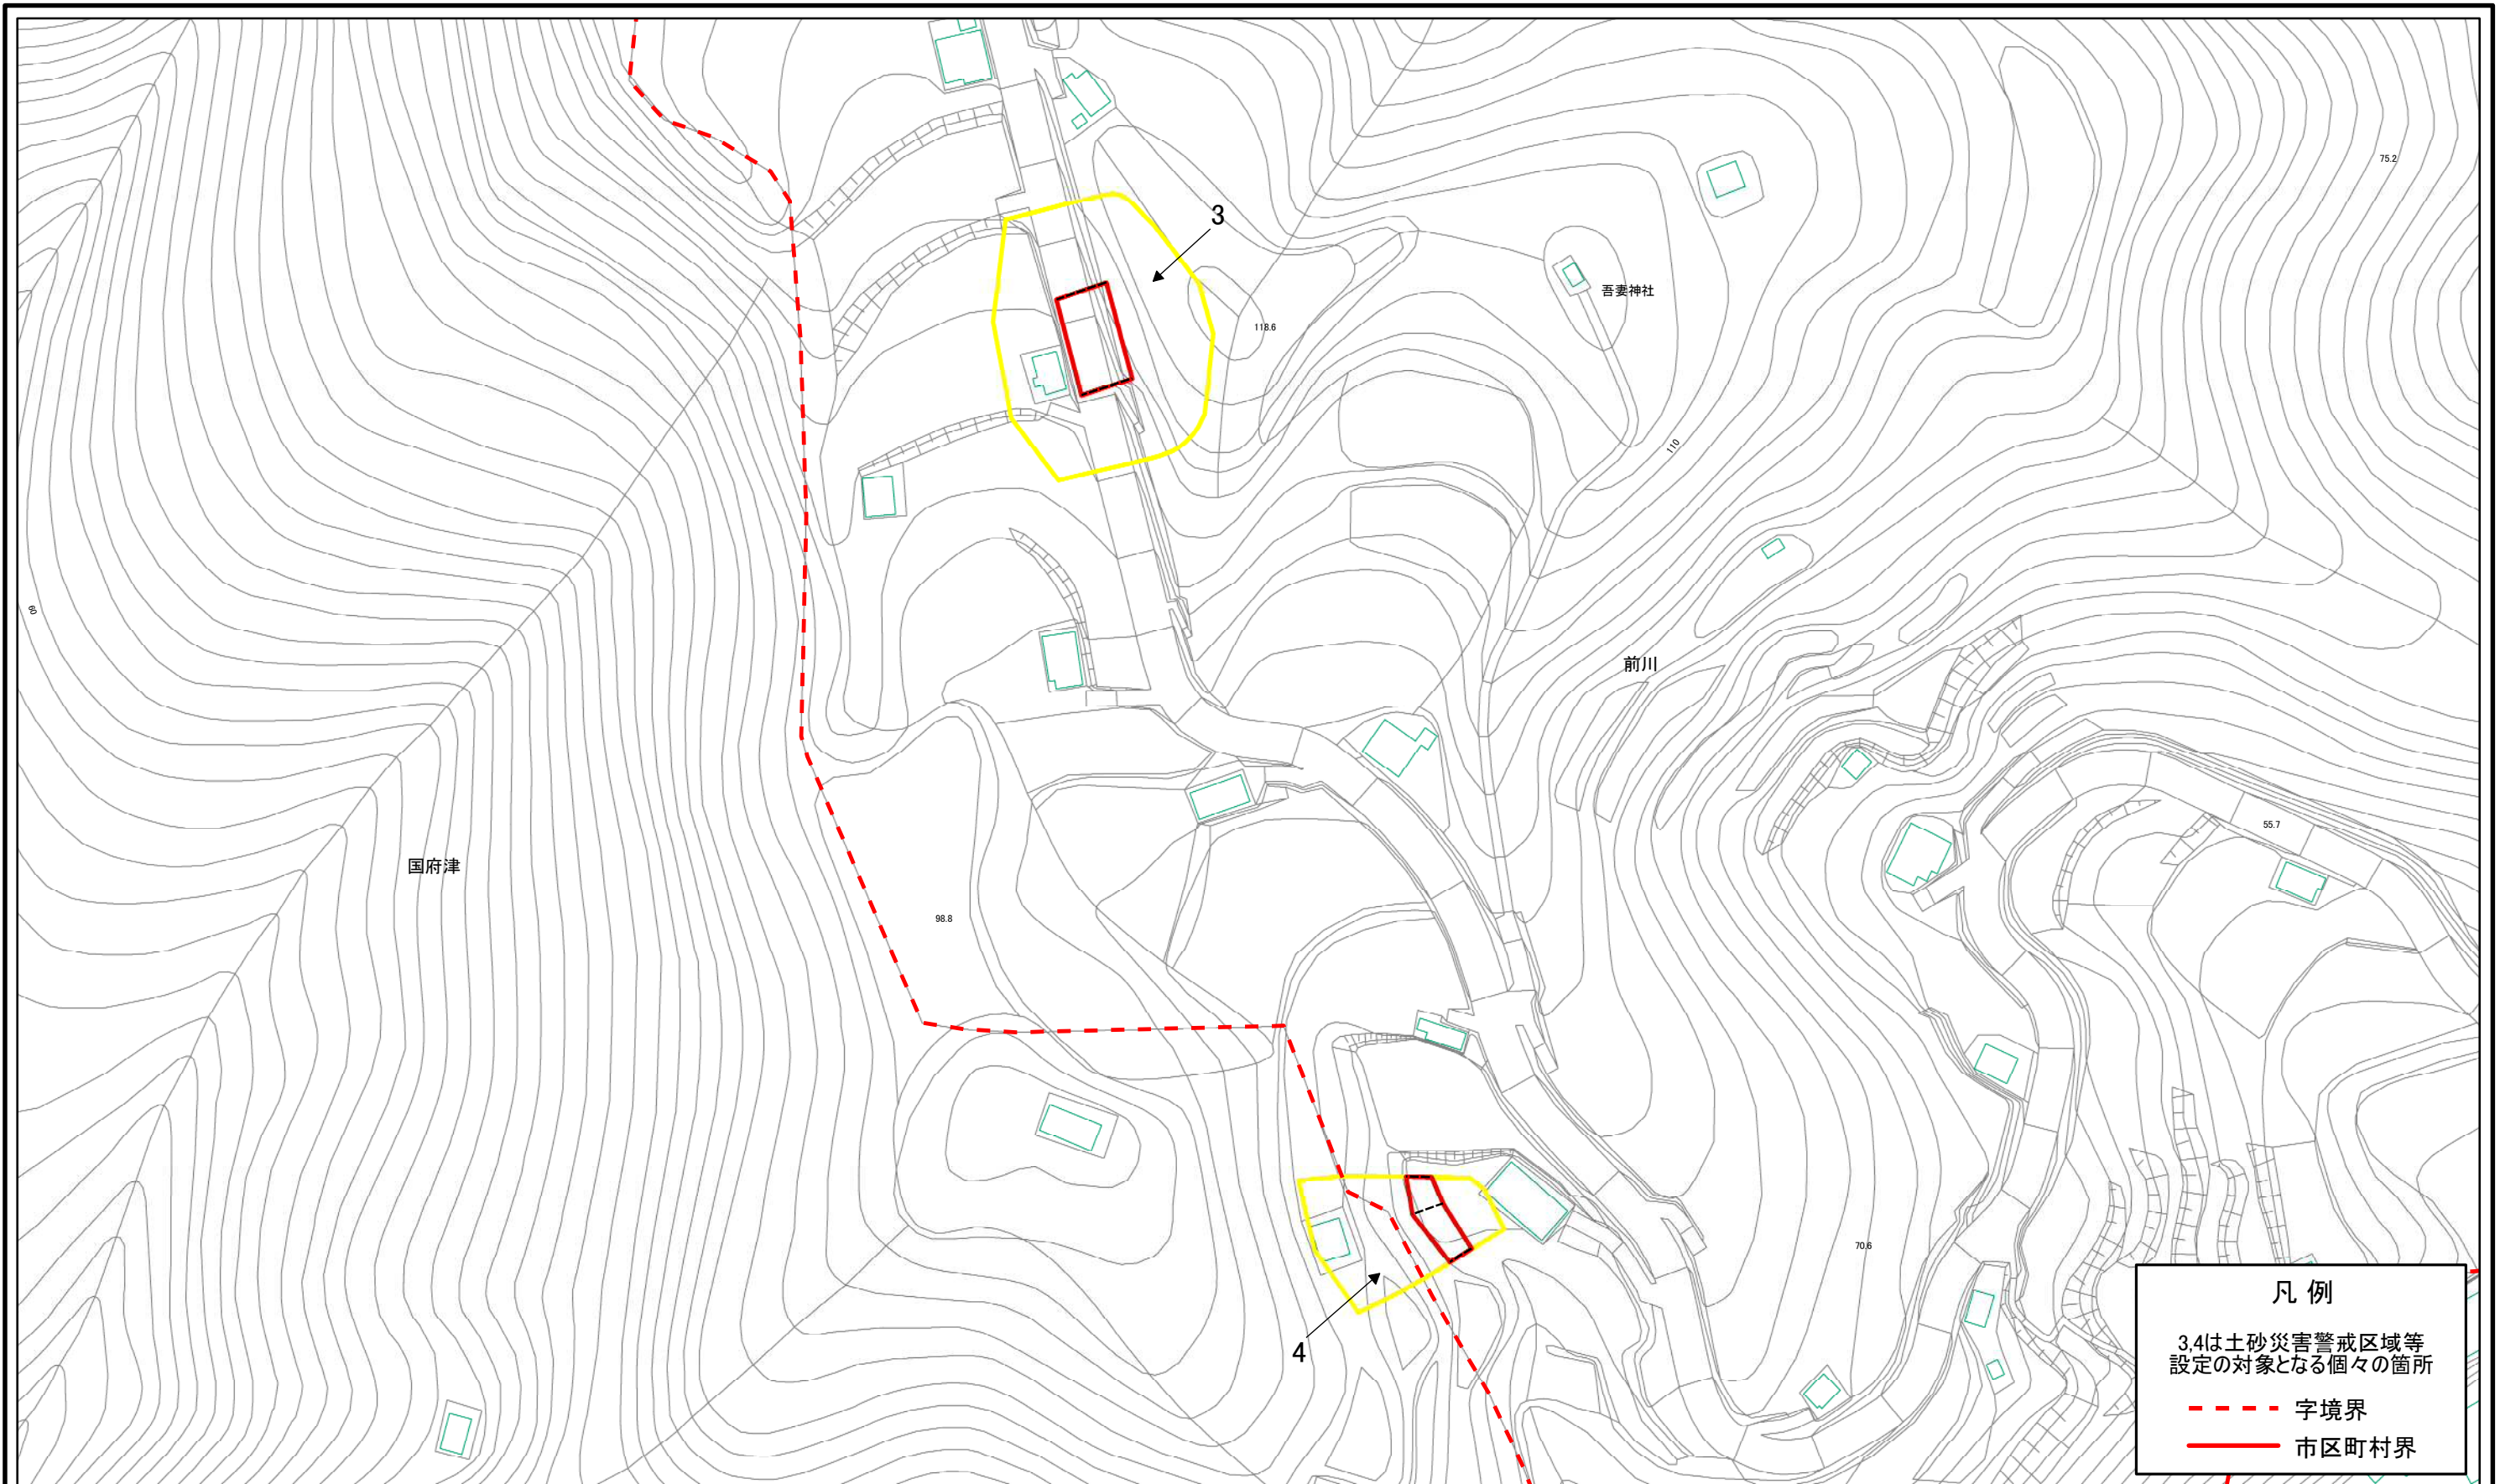 75.2
3
吾妻神社
118.6
110
60
前川
55.7
国府津
98.8
70.6
4
凡例
3,4は土砂災害警戒区域等
設定の対象となる個々の箇所
字境界
市区町村界